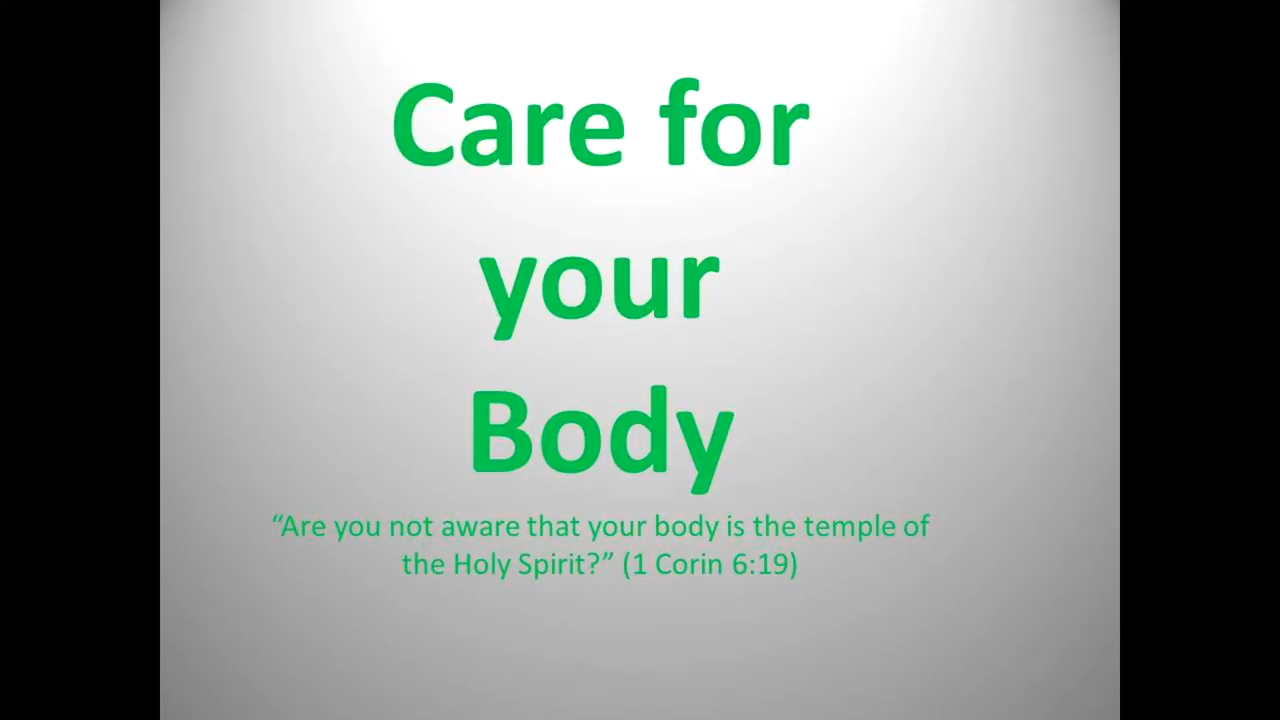 Care for
your
Body
“Are you not aware that your body is the temple of
the Holy Spirit?” (1 Corin 6:19)